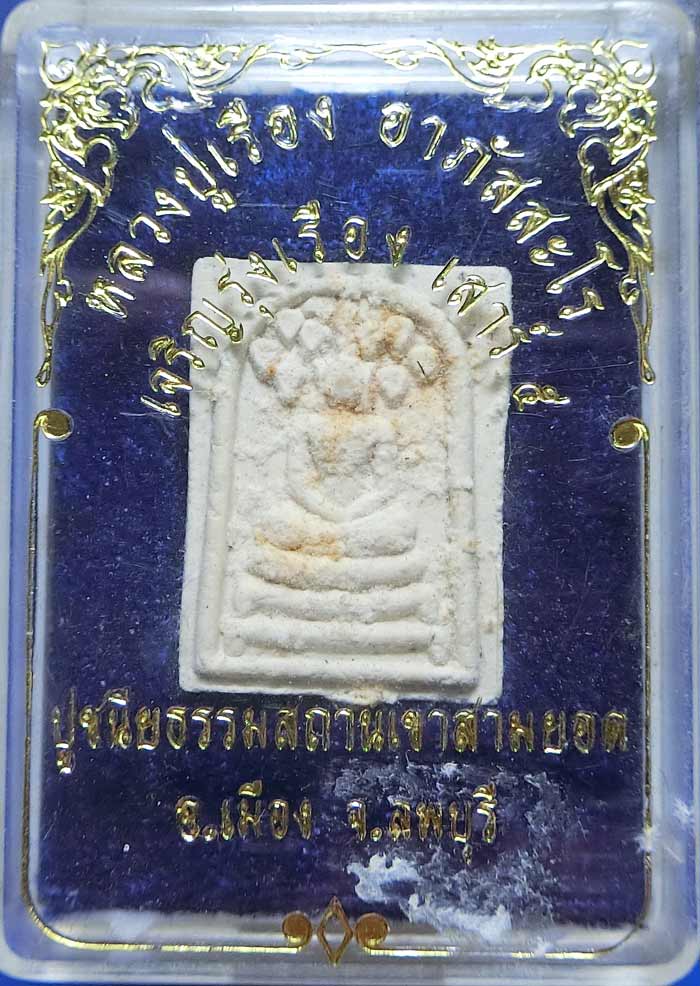 หลวงปู่เรือง อาภัสสะโร
เจริญรุ่งเรือง เสาร์ ๕
ปูชนียธรรมสถานเขาสามยอด
อ.เมือง จ.ลพบุรี